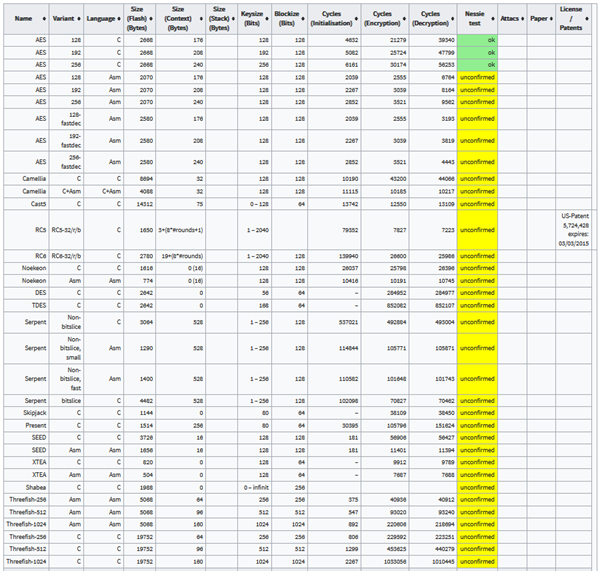 Name Variant Language Size (Flash) (Bytes) Size (Context) (Bytes) Size (Stack) (Bytes) Keysize (Bits) Blocksize (Bits) Cycles (Initialisation) Cycles (Encryption) Cycles (Decryption) Nessie test Attacs Paper License / Patents
AES 128 C 2668 176 128 128 4632 21279 39340 ok
AES 192 C 2668 208 192 128 5082 25724 47799 ok
AES 256 C 2668 240 256 128 6161 30174 56253 ok
AES 128 Asm 2070 176 128 128 2039 2555 6764 unconfirmed
AES 192 Asm 2070 208 128 128 2267 3039 8164 unconfirmed
AES 256 Asm 2070 240 128 128 2852 3521 9562 unconfirmed
AES 128-fastdec Asm 2580 176 128 128 2039 2555 3193 unconfirmed
AES 192-fastdec Asm 2580 208 128 128 2267 3039 3819 unconfirmed
AES 256-fastdec Asm 2580 240 128 128 2852 3521 4443 unconfirmed
Camellia C C 8694 32 128 128 10190 43200 44066 unconfirmed
Camellia C+Asm C+Asm 4088 32 128 128 11115 10185 10217 unconfirmed
Cast5 C C 14312 75 0–128 64 13742 12550 13109 unconfirmed
RC5 RC5-32/r/b C 1650 5+(8*#rounds+1) 1–2040 79352 7827 7223 unconfirmed US-Patent 5,724,428 expires: 03/03/2015
RC6 RC6-32/r/b C 2780 19+(8*#rounds) 1–2040 128 139940 26600 25986 unconfirmed
Noekeon C C 1616 0 (16) 128 128 26037 25798 26396 unconfirmed
Noekeon Asm Asm 774 0 (16) 128 128 10416 10191 10745 unconfirmed
DES C C 2642 0 56 64 – 284952 284977 unconfirmed
TDES C C 2642 0 168 64 – 852082 852107 unconfirmed
Serpent Non-bitslice C 3064 528 1–256 128 537021 492884 493004 unconfirmed
Serpent Non-bitslice, small Asm 1290 528 1–256 128 114844 105771 105871 unconfirmed
Serpent Non-bitslice, fast Asm 1400 528 1–256 128 110582 101648 101743 unconfirmed
Serpent bitslice C 4482 528 1–256 128 102098 70827 70462 unconfirmed
Skipjack C C 1144 0 80 64 – 38109 38450 unconfirmed
Present C C 1514 256 80 64 30395 105796 151624 unconfirmed
SEED C C 3726 16 128 128 181 56906 56427 unconfirmed
SEED Asm Asm 1656 16 128 128 181 11401 11394 unconfirmed
XTEA C C 820 0 128 64 – 9912 9789 unconfirmed
XTEA Asm Asm 504 0 128 64 – 7687 7688 unconfirmed
Shabea C C 1988 0 0–infinit 256 unconfirmed
Threefish-256 Asm Asm 5068 64 256 256 375 40936 40912 unconfirmed
Threefish-512 Asm Asm 5068 96 512 512 547 93020 93240 unconfirmed
Threefish-1024 Asm Asm 5068 160 1024 1024 892 220606 218694 unconfirmed
Threefish-256 C C 19752 64 256 256 806 229592 223251 unconfirmed
Threefish-512 C C 19752 96 512 512 1299 453625 440279 unconfirmed
Threefish-1024 C C 19752 160 1024 1024 2267 1033056 1010445 unconfirmed